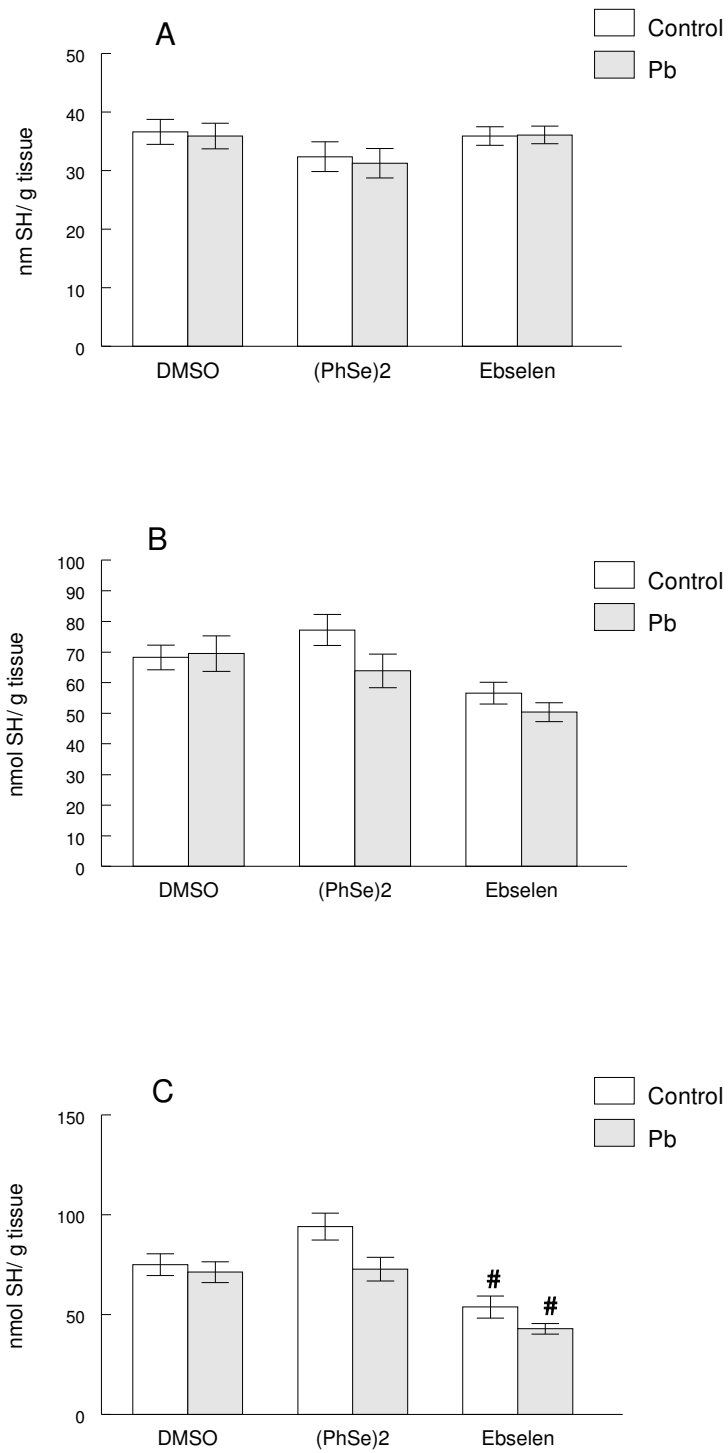 A
Control
Pb
nm SH/ g tissue
50
40
30
20
10
0
DMSO (PhSe)2 Ebselen
B
Control
Pb
nmol SH/ g tissue
100
90
80
70
60
50
40
30
20
10
0
DMSO (PhSe)2 Ebselen
C
Control
Pb
nmol SH/ g tissue
150
100
50
0
# #
DMSO (PhSe)2 Ebselen